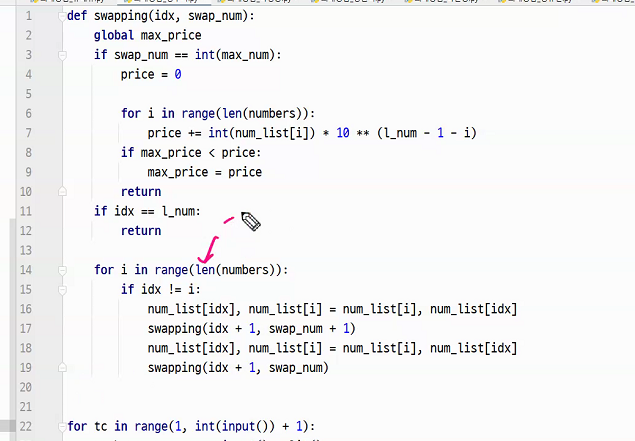 1 def swapping(idx, swap_num):
2 global max_price
3 if swap_num == int(max_num):
4 price = 0
5
6 for i in range(len(numbers)):
7 price += int(num_list[i]) * 10 ** (l_num - 1 - i)
8 if max_price < price:
9 max_price = price
10 return
11 if idx == l_num:
12 return
13
14 for i in range(len(numbers)):
15 if idx != i:
16 num_list[idx], num_list[i] = num_list[i], num_list[idx]
17 swapping(idx + 1, swap_num + 1)
18 num_list[idx], num_list[i] = num_list[i], num_list[idx]
19 swapping(idx + 1, swap_num)
20
21
22 for tc in range(1, int(input()) + 1):